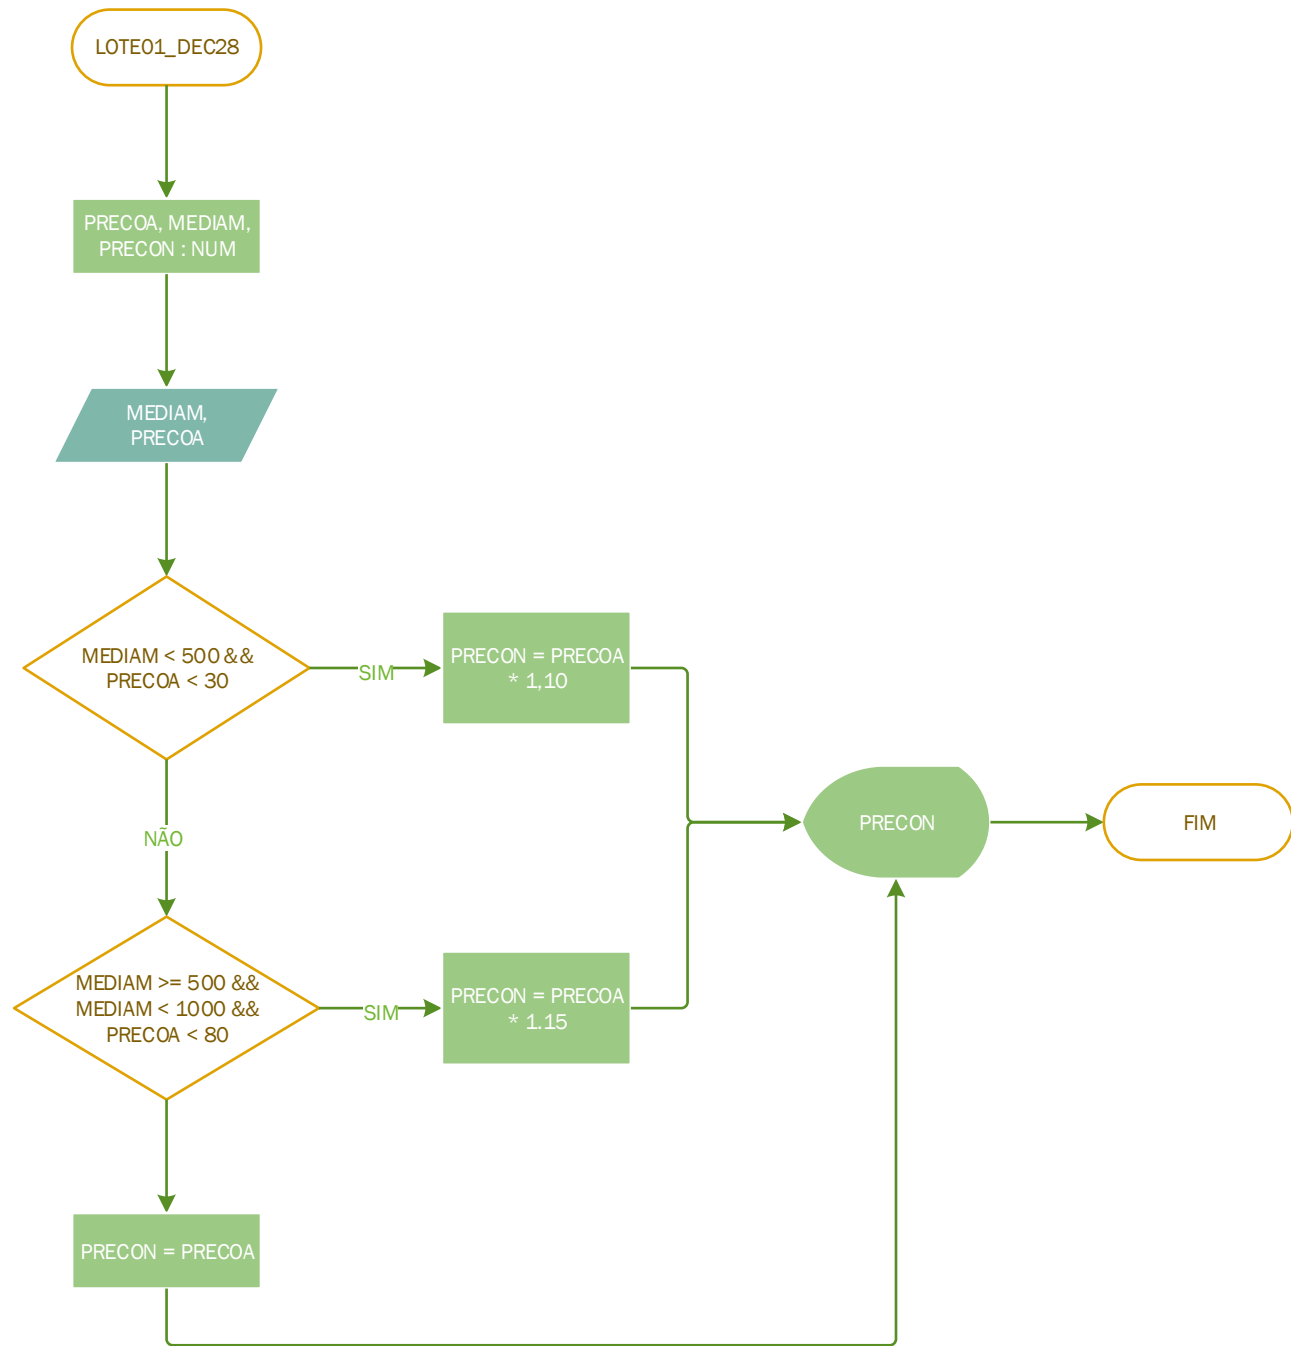 LOTE01_DEC28
PRECOA, MEDIAM,
PRECON : NUM
MEDIAM,
PRECOA
MEDIAM < 500 &&
PRECOA < 30
SIM
PRECON = PRECOA
* 1,10
NÃO
PRECON
FIM
MEDIAM >= 500 &&
MEDIAM < 1000 &&
PRECOA < 80
SIM
PRECON = PRECOA
* 1.15
PRECON = PRECOA